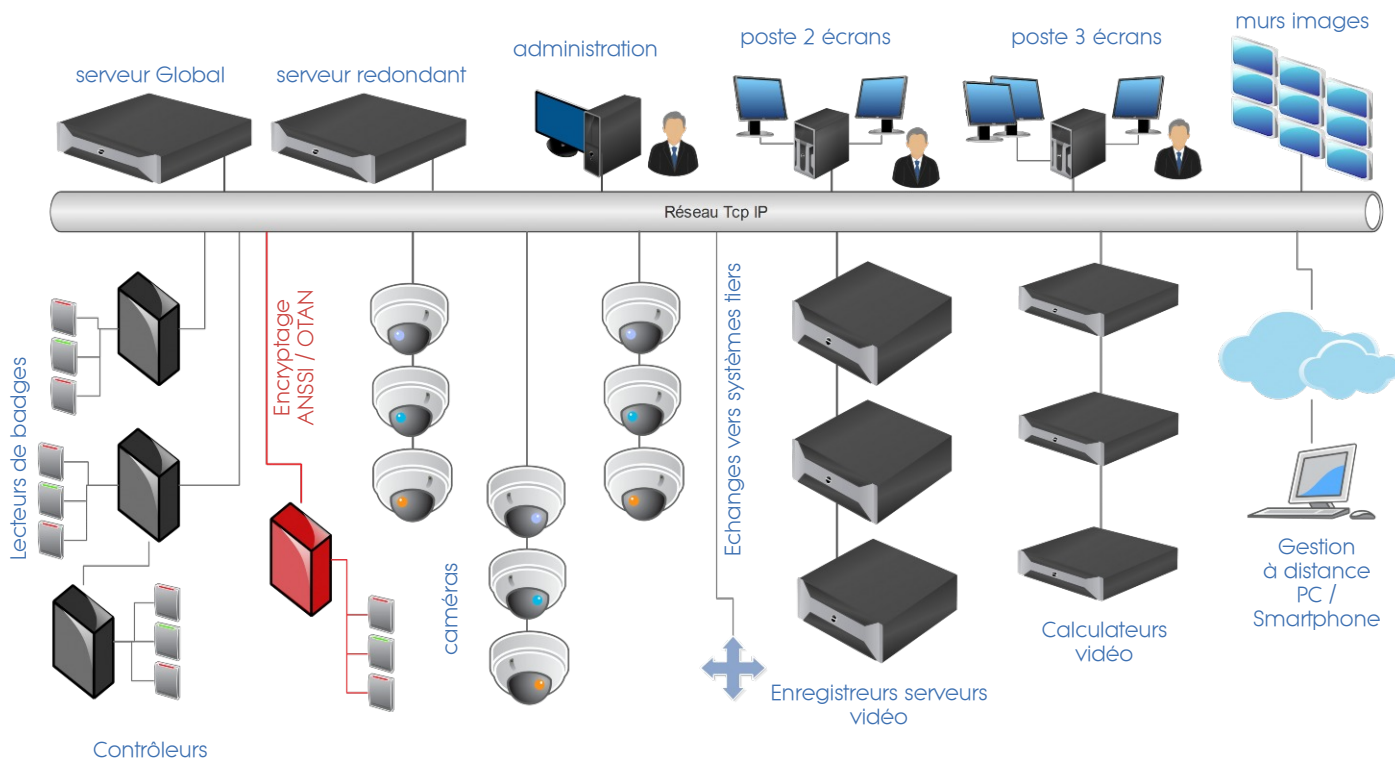 murs images
poste 2 écrans
poste 3 écrans
administration
serveur Global
serveur redondant
Réseau Tcp IP
Lecteurs de badges
Encryptage
ANSSI / OTAN
caméras
Echanges vers systèmes tiers
Gestion
à distance
PC /
Smartphone
Calculateurs
vidéo
Enregistreurs serveurs
vidéo
Contrôleurs